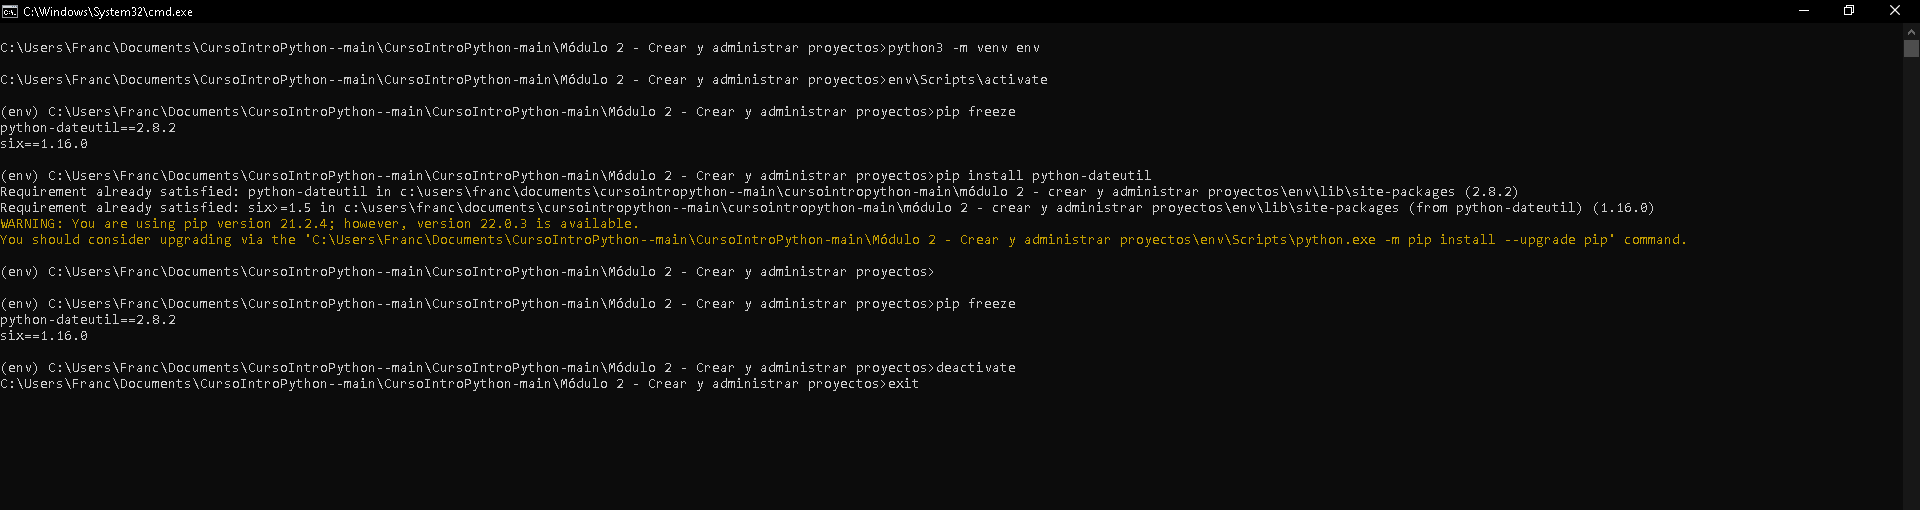 C:\Windows\System32\cmd.exe
C:\Users\Franc\Documents\CursoIntroPython--main\CursoIntroPython-main\Módulo 2 - Crear y administrar proyectos>python3 -m venv env
C:\Users\Franc\Documents\CursoIntroPython--main\CursoIntroPython-main\Módulo 2 - Crear y administrar proyectos>env\Scripts\activate
(env) C:\Users\Franc\Documents\CursoIntroPython--main\CursoIntroPython-main\Módulo 2 - Crear y administrar proyectos>pip freeze
python-dateutil==2.8.2
six==1.16.0
(env) C:\Users\Franc\Documents\CursoIntroPython--main\CursoIntroPython-main\Módulo 2 - Crear y administrar proyectos>pip install python-dateutil
Requirement already satisfied: python-dateutil in c:\users\franc\documents\cursointropython--main\cursointropython-main\módulo 2 - crear y administrar proyectos\env\lib\site-packages (2.8.2)
Requirement already satisfied: six>=1.5 in c:\users\franc\documents\cursointropython--main\cursointropython-main\módulo 2 - crear y administrar proyectos\env\lib\site-packages (from python-dateutil) (1.16.0)
WARNING: You are using pip version 21.2.4; however, version 22.0.3 is available.
You should consider upgrading via the 'C:\Users\Franc\Documents\CursoIntroPython--main\CursoIntroPython-main\Módulo 2 - Crear y administrar proyectos\env\Scripts\python.exe -m pip install --upgrade pip' command.
(env) C:\Users\Franc\Documents\CursoIntroPython--main\CursoIntroPython-main\Módulo 2 - Crear y administrar proyectos>
(env) C:\Users\Franc\Documents\CursoIntroPython--main\CursoIntroPython-main\Módulo 2 - Crear y administrar proyectos>pip freeze
python-dateutil==2.8.2
six==1.16.0
(env) C:\Users\Franc\Documents\CursoIntroPython--main\CursoIntroPython-main\Módulo 2 - Crear y administrar proyectos>deactivate
C:\Users\Franc\Documents\CursoIntroPython--main\CursoIntroPython-main\Módulo 2 - Crear y administrar proyectos>exit